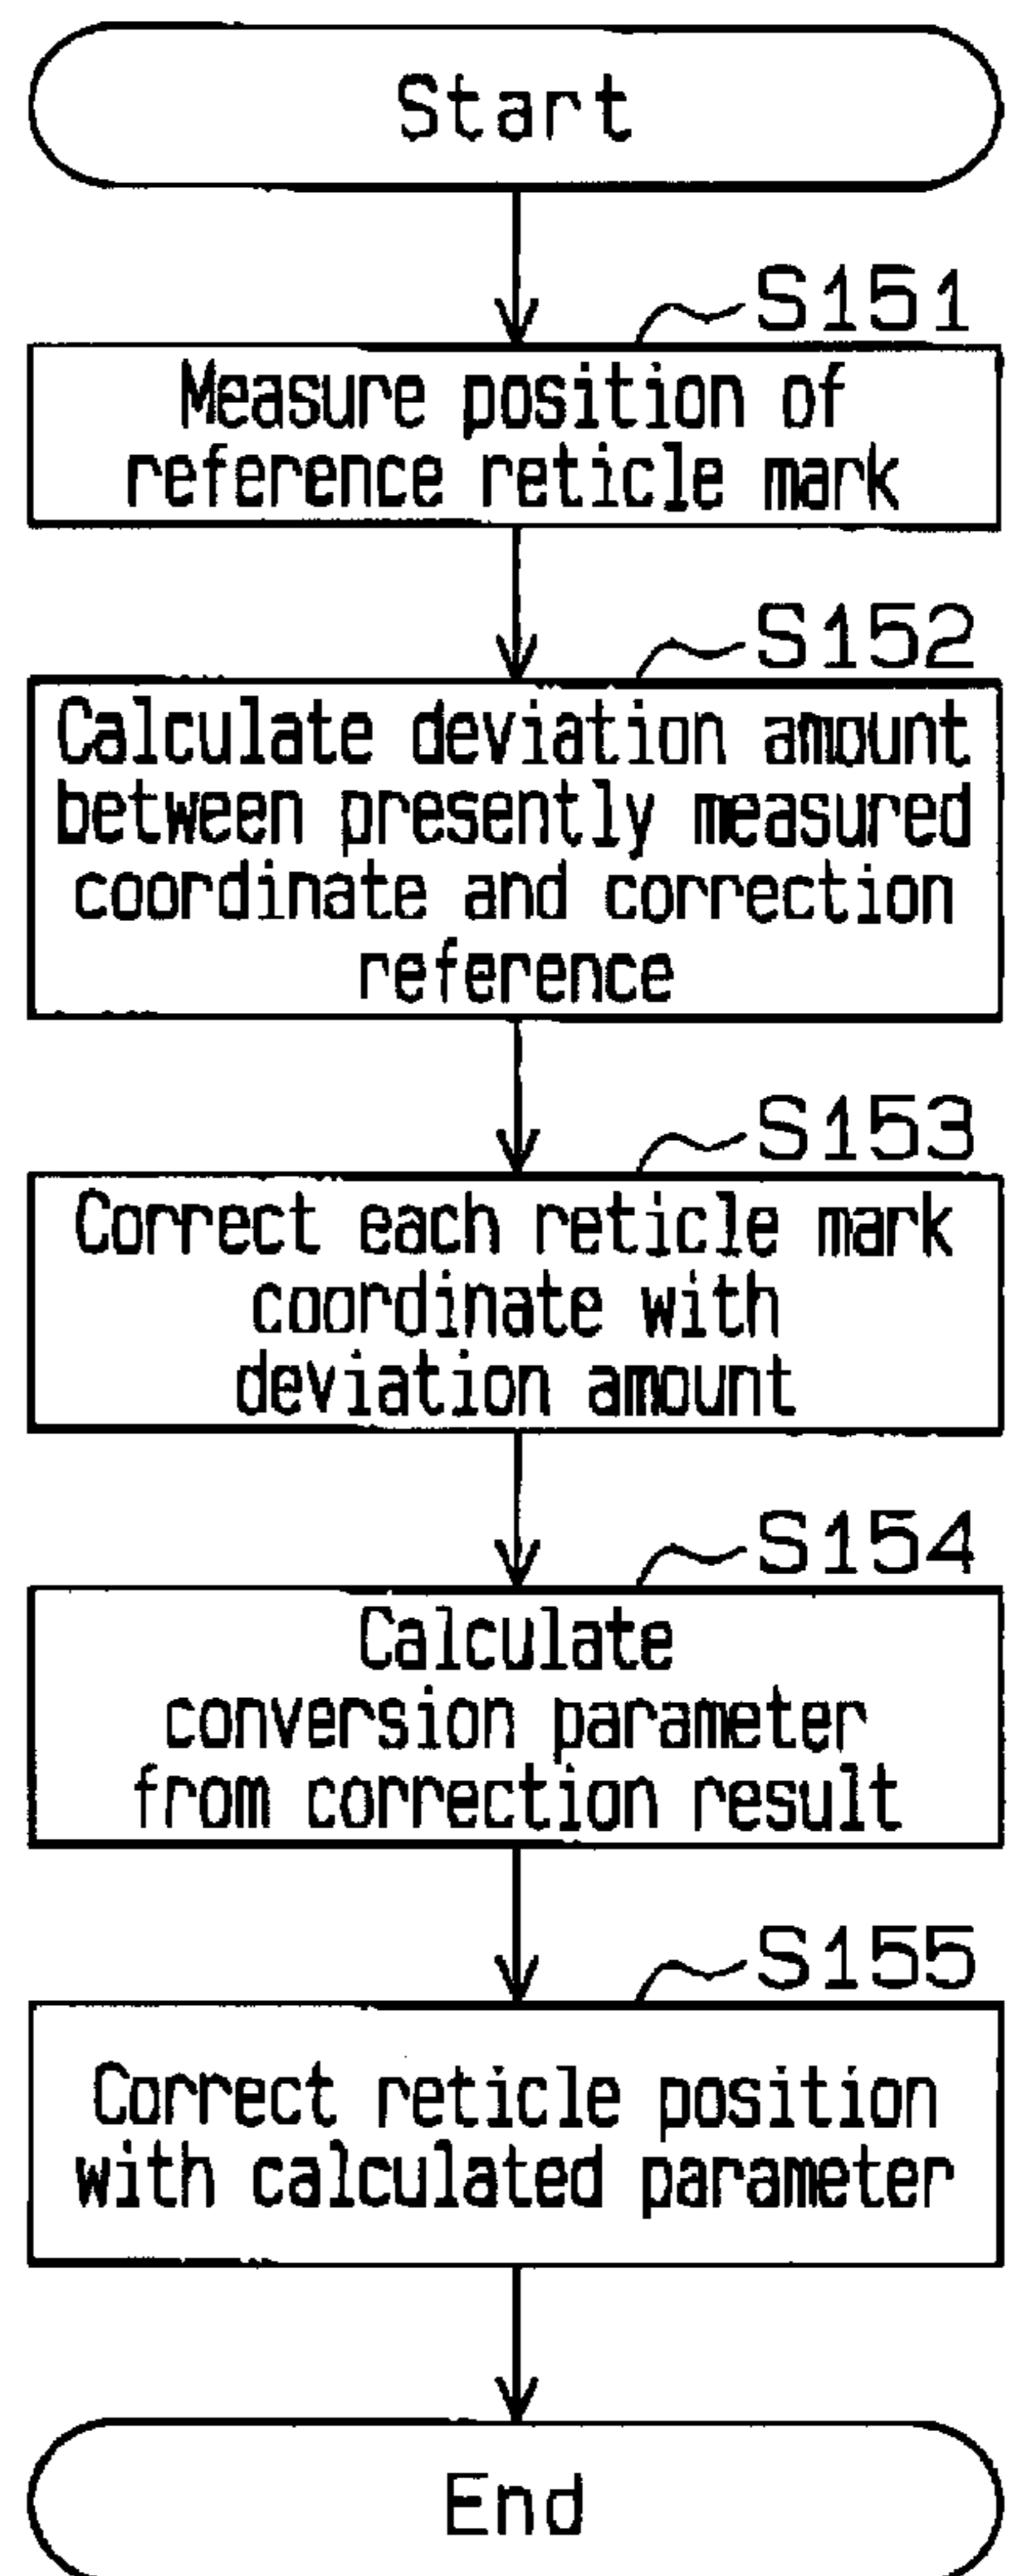 Start
S151
Measure position of
reference reticle mark
S152
Calculate deviation amount
between presently measured
coordinate and correction
reference
S153
Correct each reticle mark
coordinate with
deviation amount
S154
Calculate
conversion parameter
from correction result
S155
Correct reticle position
with calculated parameter
End